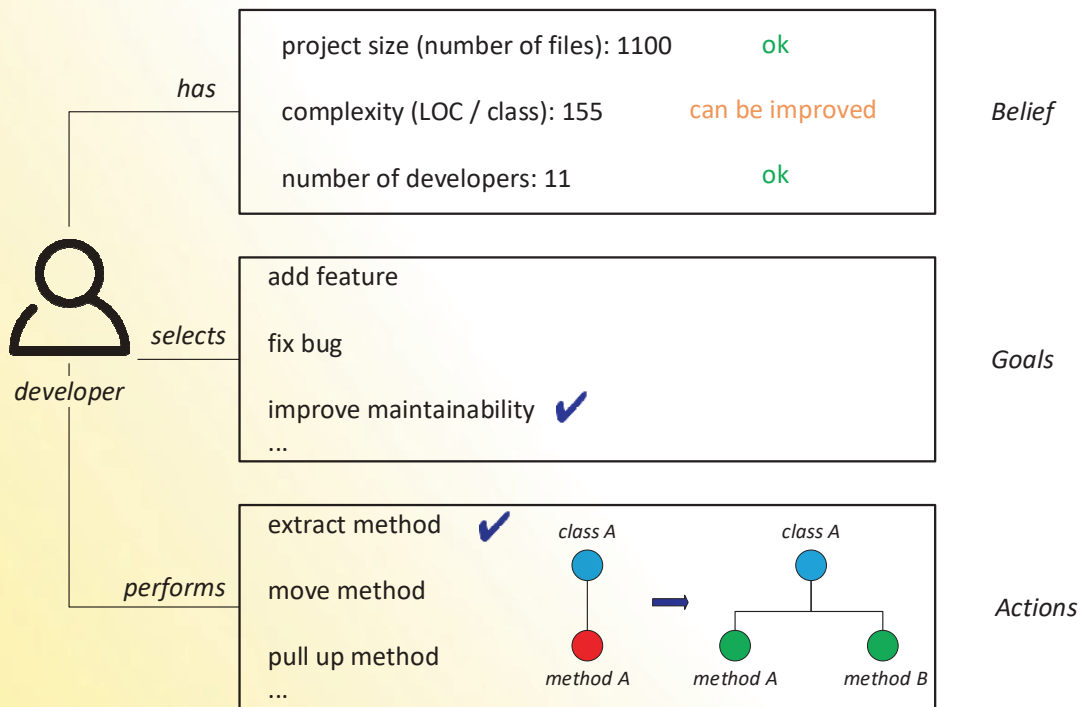 project size (number of files): 1100 ok
has
complexity (LOC / class): 155 can be improved
Belief
number of developers: 11 ok
add feature
selects
fix bug
Goals
developer
improve maintainability
...
extract method
class A
class A
performs
move method
Actions
pull up method
method A
method A
method B
...